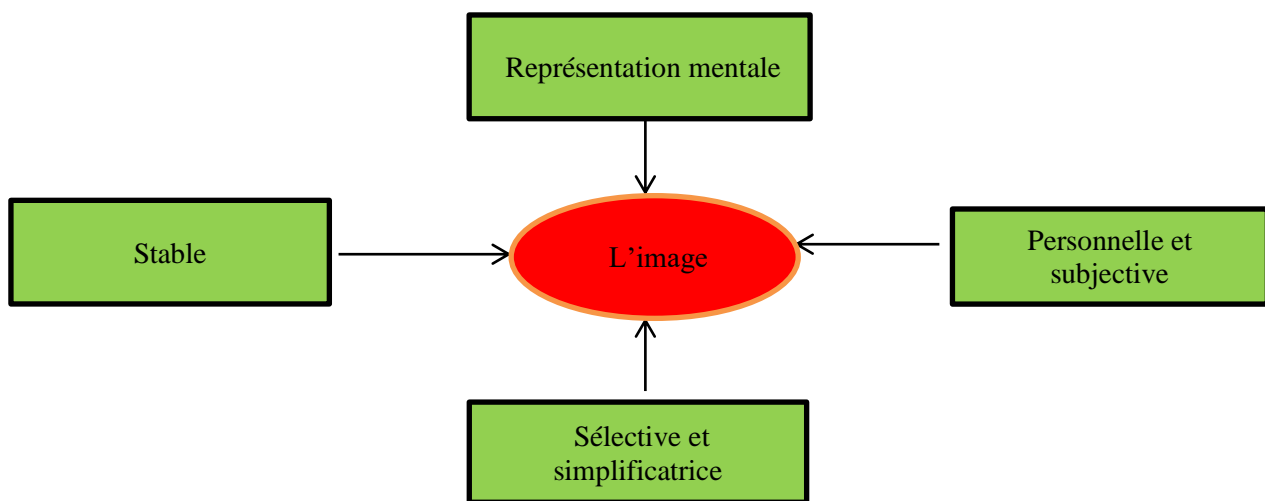 Représentation mentale
Stable
L’image
Personnelle et
subjective
Sélective et
simplificatrice